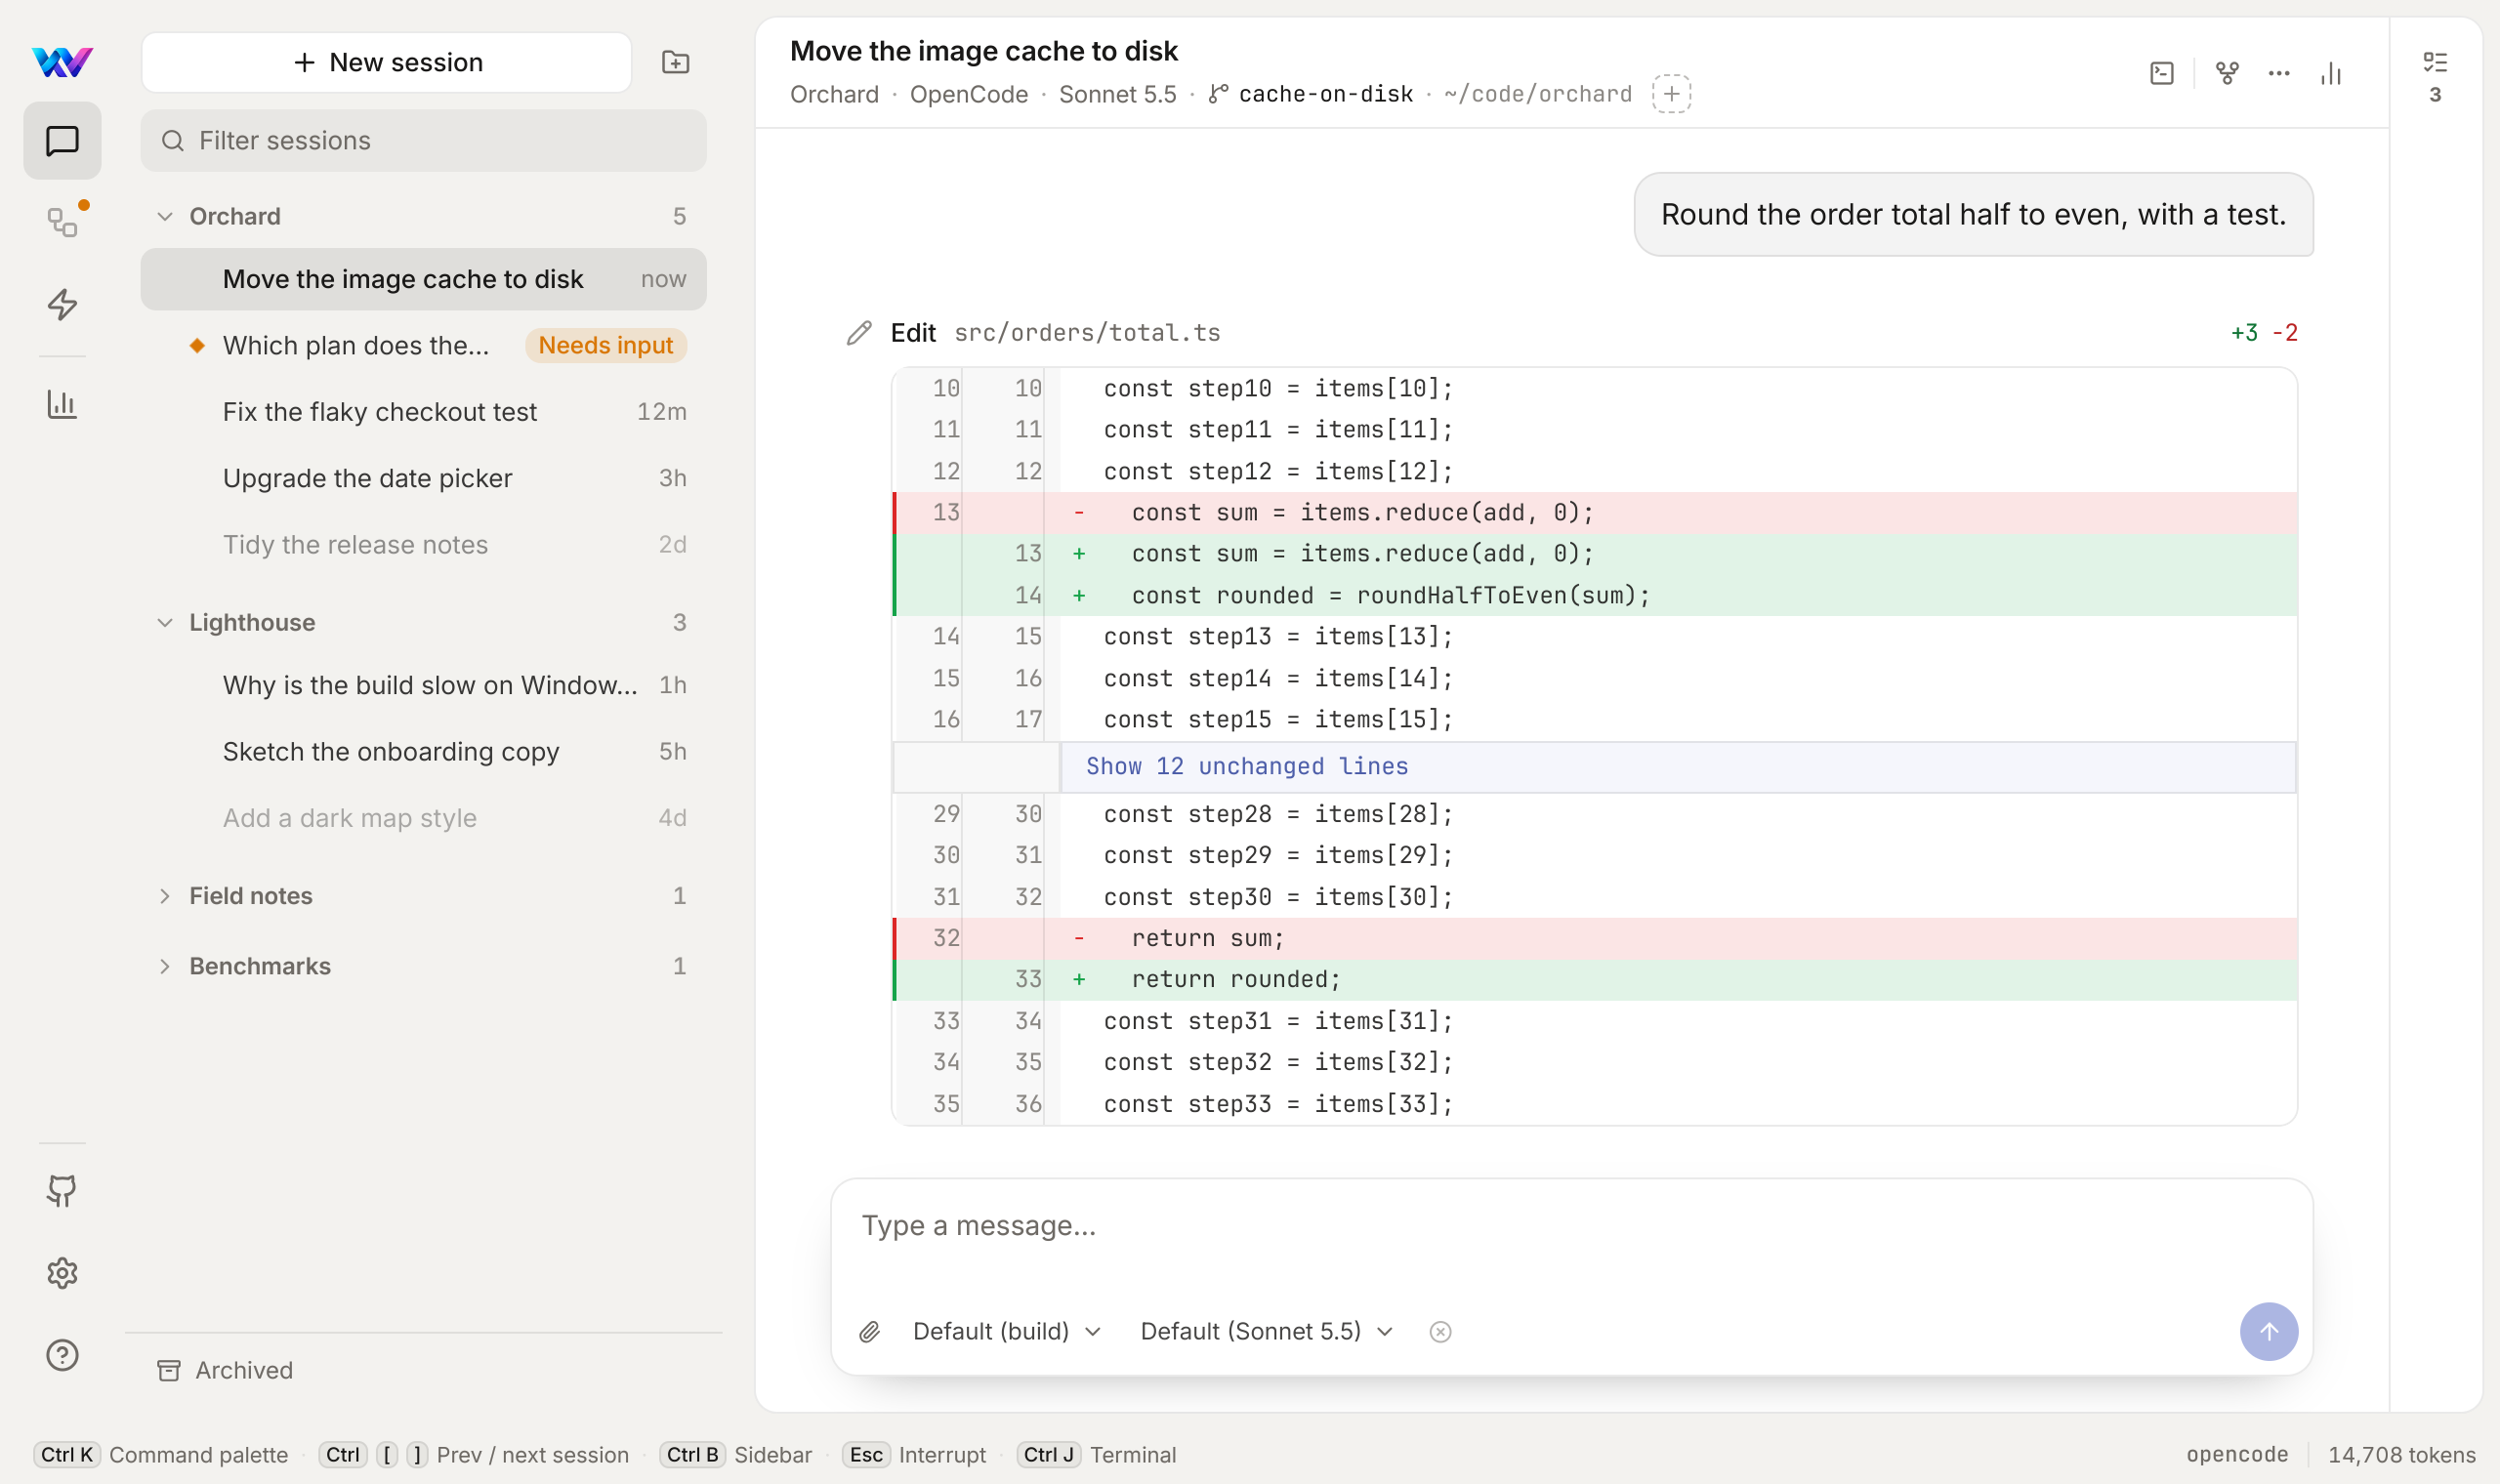 New session
Filter sessions
Orchard 5
Move the image cache to disk now
Which plan does the... Needs input
Fix the flaky checkout test 12m
Upgrade the date picker 3h
Tidy the release notes 2d
Lighthouse 3
Why is the build slow on Window... 1h
Sketch the onboarding copy 5h
Add a dark map style 4d
Field notes 1
Benchmarks 1
Archived
Move the image cache to disk
Orchard · OpenCode · Sonnet 5.5 · cache-on-disk · ~/code/orchard
3
Round the order total half to even, with a test.
Edit src/orders/total.ts +3 -2
10 10 const step10 = items[10];
11 11 const step11 = items[11];
12 12 const step12 = items[12];
13 - const sum = items.reduce(add, 0);
13 + const sum = items.reduce(add, 0);
14 + const rounded = roundHalfToEven(sum);
14 15 const step13 = items[13];
15 16 const step14 = items[14];
16 17 const step15 = items[15];
Show 12 unchanged lines
29 30 const step28 = items[28];
30 31 const step29 = items[29];
31 32 const step30 = items[30];
32 - return sum;
33 + return rounded;
33 34 const step31 = items[31];
34 35 const step32 = items[32];
35 36 const step33 = items[33];
Type a message...
Default (build) Default (Sonnet 5.5)
Ctrl K Command palette · Ctrl [ ] Prev / next session · Ctrl B Sidebar · Esc Interrupt · Ctrl J Terminal
opencode 14,708 tokens